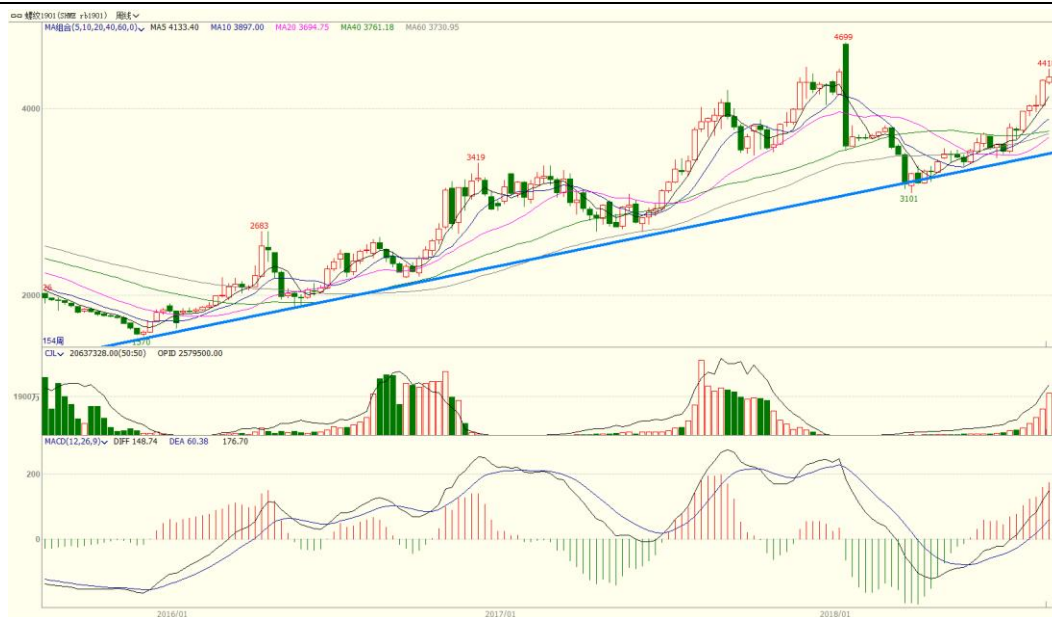 螺纹1901(SHME rb1901) 周线
MA组合(5,10,20,40,60,0) MA5 4133.40 MA10 3897.00 MA20 3694.75 MA40 3761.18 MA60 3730.95
4699
4418
4000
3419
3101
2683
2000
26
1570
154周
CJL 20637328.00(50:50) OPID 2579500.00
1900万
MACD(12,26,9) DIFF 148.74 DEA 60.38 176.70
200
0
2016/01 2017/01 2018/01